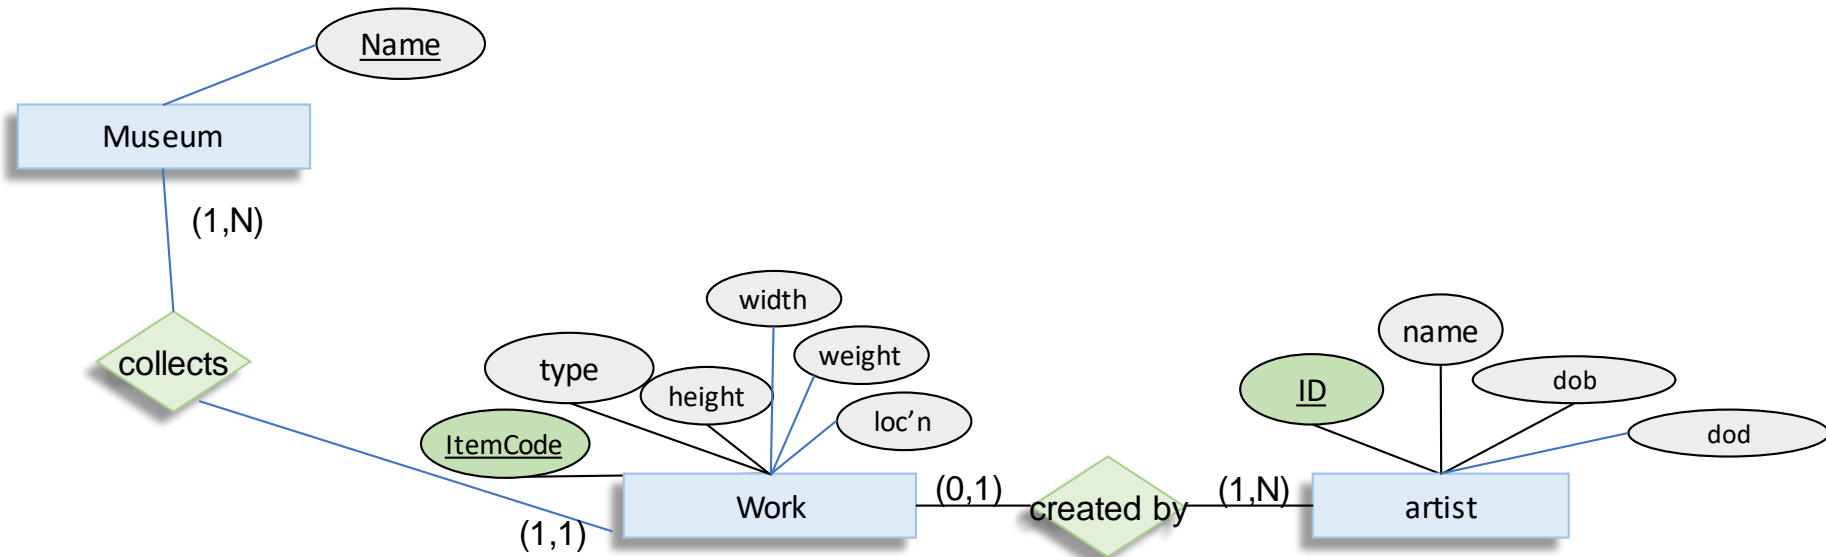 Name
Museum
(1,N)
collects
width
type
height
weight
loc’n
ItemCode
Work
(1,1)
(0,1)
created by
(1,N)
name
ID
dob
dod
artist